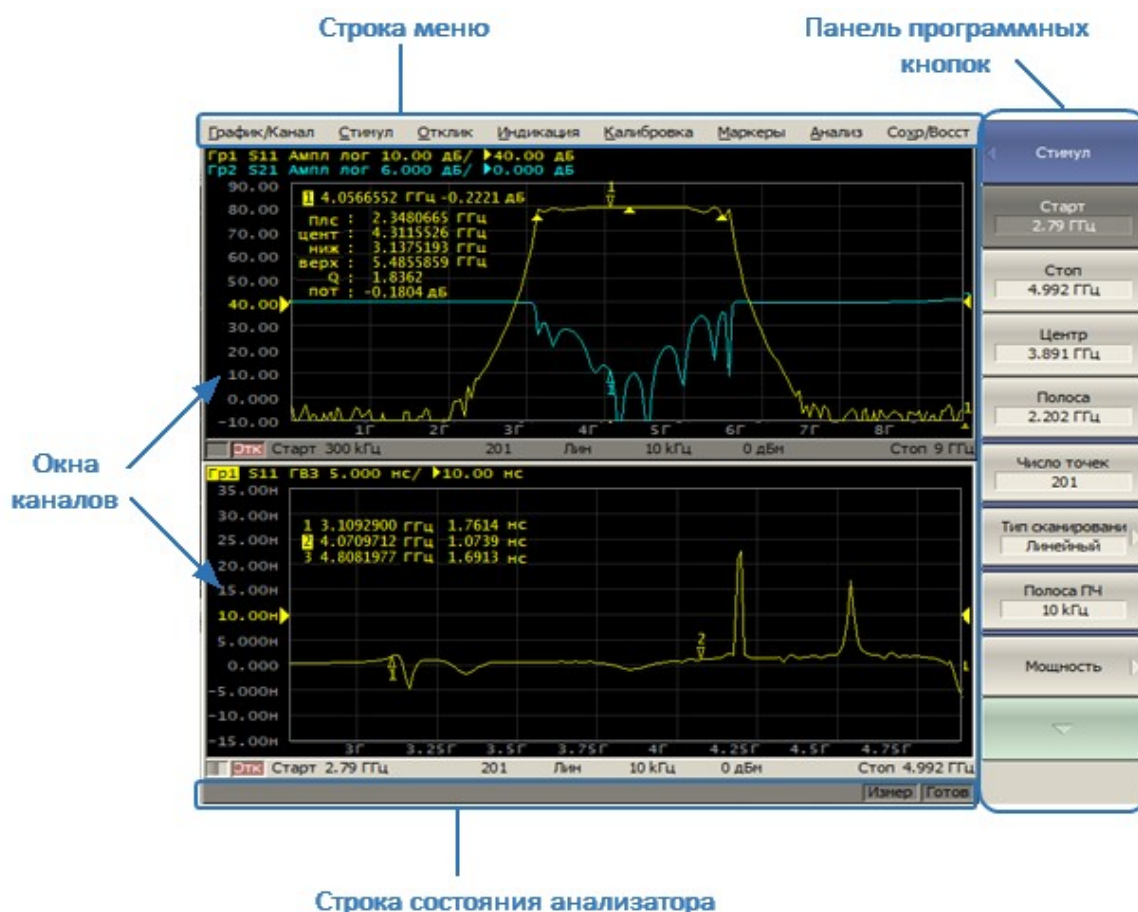 Строка меню
Панель программных
кнопок
График/Канал Стимул Отклик Индикация Калибровка Маркеры Анализ Сохр/Восст
Гр1 S11 Ампл лог 10.00 дБ/ 40.00 дБ
Гр2 S21 Ампл лог 6.000 дБ/ 0.000 дБ
90.00
80.00
70.00
60.00
50.00
40.00
30.00
20.00
10.00
0.000
-10.00
1 4.0566552 ГГц -0.2221 дБ
плс : 2.3480665 ГГц
цент : 4.3115526 ГГц
ниж : 3.1375193 ГГц
верх : 5.4855859 ГГц
Q : 1.8362
пот : -0.1804 дБ
1
1
1Г 2Г 3Г 4Г 5Г 6Г 7Г 8Г
Отк Старт 300 кГц 201 Лин 10 кГц 0 дБм Стоп 9 ГГц
Гр1 S11 ГВЗ 5.000 нс/ 10.00 нс
35.00н
30.00н
25.00н
20.00н
15.00н
10.00н
5.000н
0.000
-5.000н
-10.00н
-15.00н
1 3.1092900 ГГц 1.7614 нс
2 4.0709712 ГГц 1.0739 нс
3 4.8081977 ГГц 1.6913 нс
1
2
1
3Г 3.25Г 3.5Г 3.75Г 4Г 4.25Г 4.5Г 4.75Г
Отк Старт 2.79 ГГц 201 Лин 10 кГц 0 дБм Стоп 4.992 ГГц
Измер Готов
Стимул
Старт
2.79 ГГц
Стоп
4.992 ГГц
Центр
3.891 ГГц
Полоса
2.202 ГГц
Число точек
201
Тип сканировани
Линейный
Полоса ПЧ
10 кГц
Мощность
Окна
каналов
Строка состояния анализатора